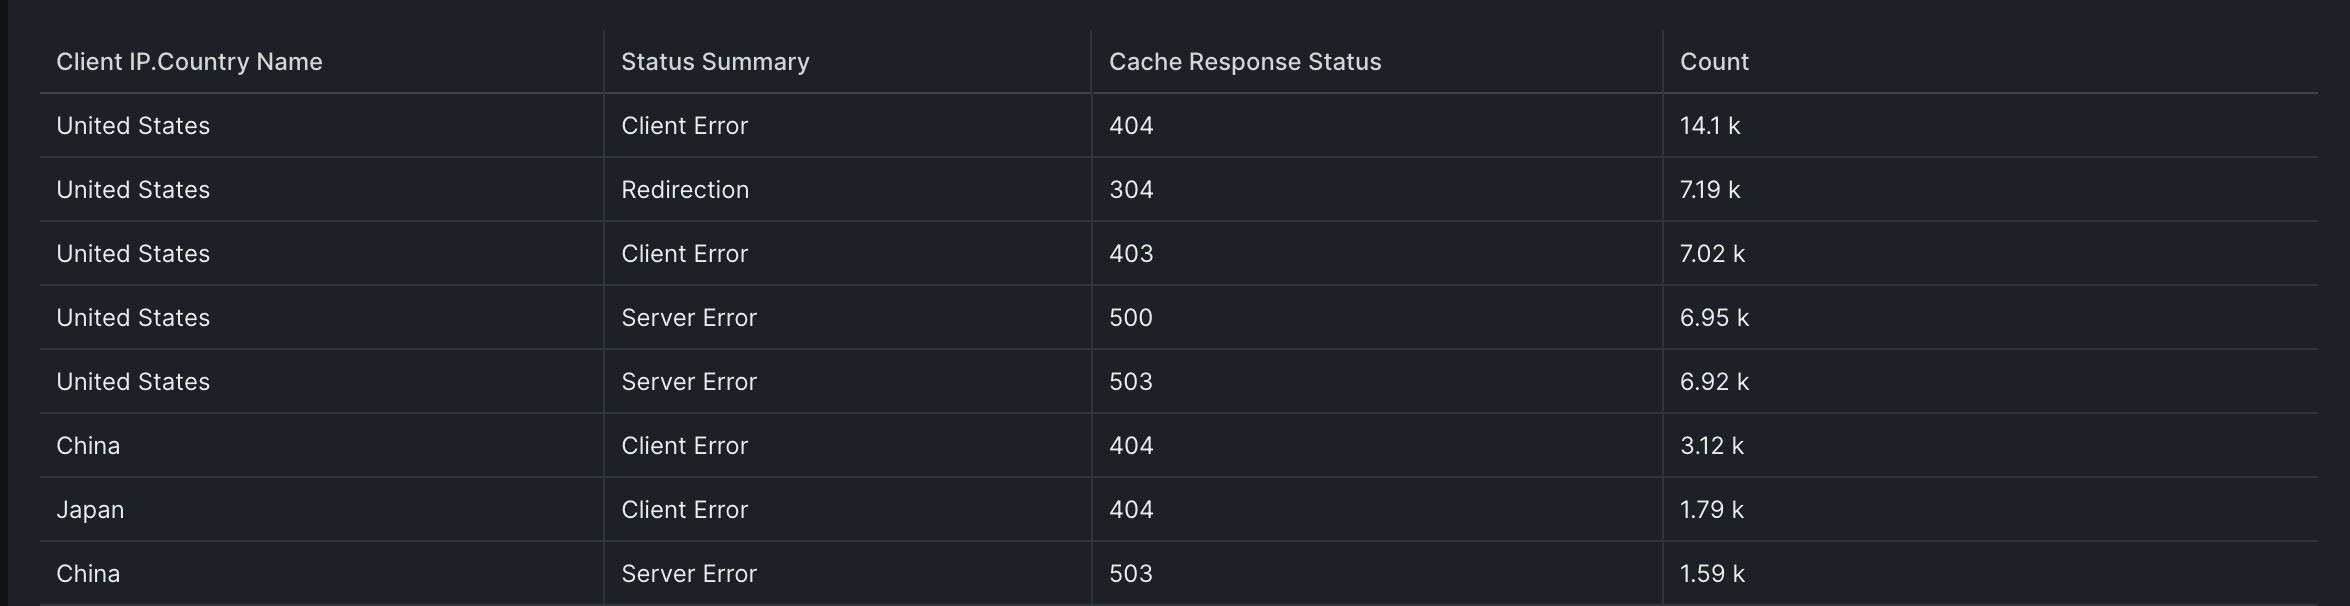 Client IP.Country Name Status Summary Cache Response Status Count
United States Client Error 404 14.1 k
United States Redirection 304 7.19 k
United States Client Error 403 7.02 k
United States Server Error 500 6.95 k
United States Server Error 503 6.92 k
China Client Error 404 3.12 k
Japan Client Error 404 1.79 k
China Server Error 503 1.59 k